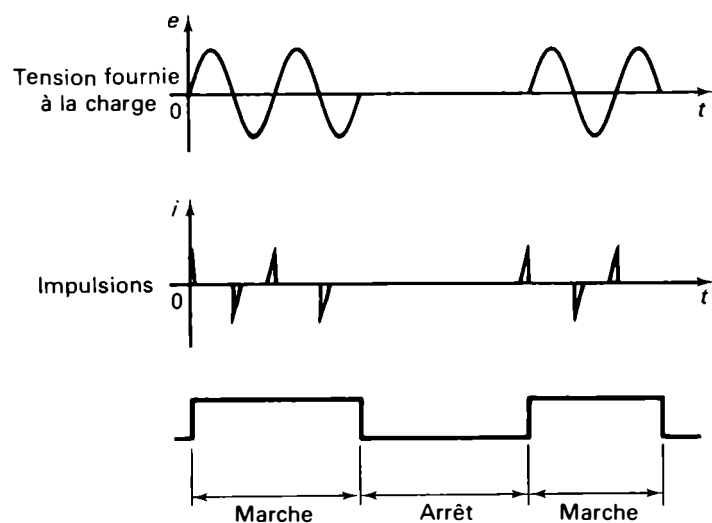 e
Tension fournie
à la charge
0
t
i
Impulsions
0
t
Marche
Arrêt
Marche